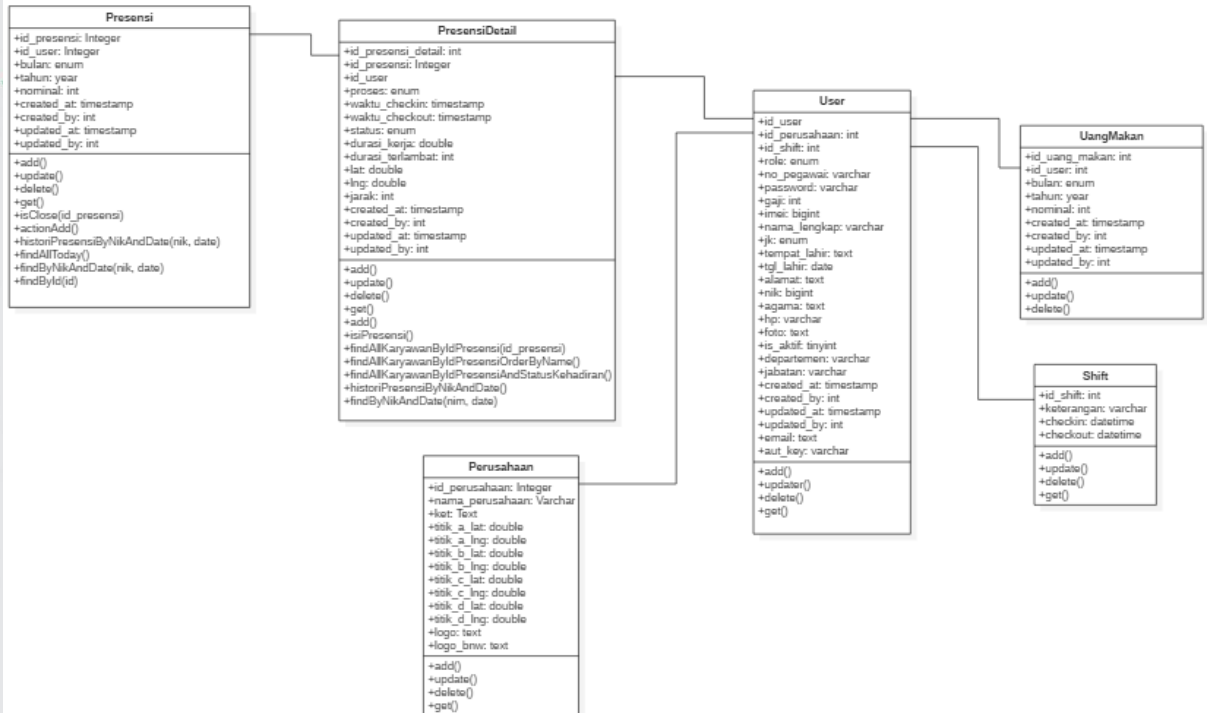 Presensi
+id_presensi: Integer
+id_user: Integer
+bulan: enum
+tahun: year
+nominal: int
+created_at: timestamp
+created_by: int
+updated_at: timestamp
+updated_by: int
+add()
+update()
+delete()
+get()
+isClose(id_presensi)
+actionAdd()
+historiPresensiByNikAndDate(nik, date)
+findAllToday()
+findByNikAndDate(nik, date)
+findById(id)
PresensiDetail
+id_presensi_detail: int
+id_presensi: Integer
+id_user
+proses: enum
+waktu_checkin: timestamp
+waktu_checkout: timestamp
+status: enum
+durasi_kerja: double
+durasi_terlambat: int
+lat: double
+lng: double
+jarak: int
+created_at: timestamp
+created_by: int
+updated_at: timestamp
+updated_by: int
+add()
+update()
+delete()
+get()
+add()
+isiPresensi()
+findAllKaryawanByIdPresensi(id_presensi)
+findAllKaryawanByIdPresensiOrderByName()
+findAllKaryawanByIdPresensiAndStatusKehadiran()
+historiPresensiByNikAndDate()
+findByNikAndDate(nim, date)
User
+id_user
+id_perusahaan: int
+id_shift: int
+role: enum
+no_pegawai: varchar
+password: varchar
+gaji: int
+imei: bigint
+nama_lengkap: varchar
+jk: enum
+tempat_lahir: text
+tgl_lahir: date
+alamat: text
+nik: bigint
+agama: text
+hp: varchar
+foto: text
+is_aktif: tinyint
+departemen: varchar
+jabatan: varchar
+created_at: timestamp
+created_by: int
+updated_at: timestamp
+updated_by: int
+email: text
+aut_key: varchar
+add()
+updater()
+delete()
+get()
UangMakan
+id_uang_makan: int
+id_user: int
+bulan: enum
+tahun: year
+nominal: int
+created_at: timestamp
+created_by: int
+updated_at: timestamp
+updated_by: int
+add()
+update()
+delete()
Shift
+id_shift: int
+keterangan: varchar
+checkin: datetime
+checkout: datetime
+add()
+update()
+delete()
+get()
Perusahaan
+id_perusahaan: Integer
+nama_perusahaan: Varchar
+ket: Text
+titik_a_lat: double
+titik_a_lng: double
+titik_b_lat: double
+titik_b_lng: double
+titik_c_lat: double
+titik_c_lng: double
+titik_d_lat: double
+titik_d_lng: double
+logo: text
+logo_bnw: text
+add()
+update()
+delete()
+get()